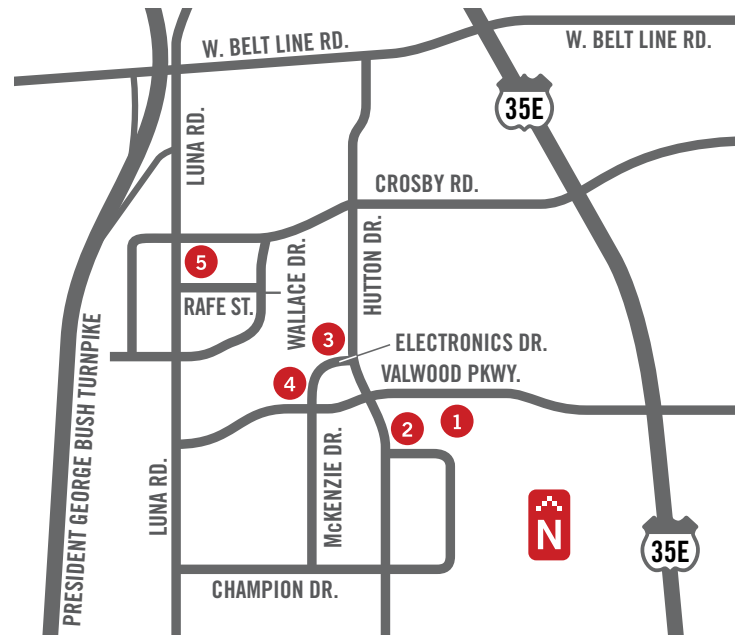 W. BELT LINE RD.
W. BELT LINE RD.
35E
LUNA RD.
CROSBY RD.
5
WALLACE DR.
HUTTON DR.
RAFE ST.
3
ELECTRONICS DR.
VALWOOD PKWY.
4
PRESIDENT GEORGE BUSH TURNPIKE
2
1
LUNA RD.
McKENZIE DR.
N
35E
CHAMPION DR.